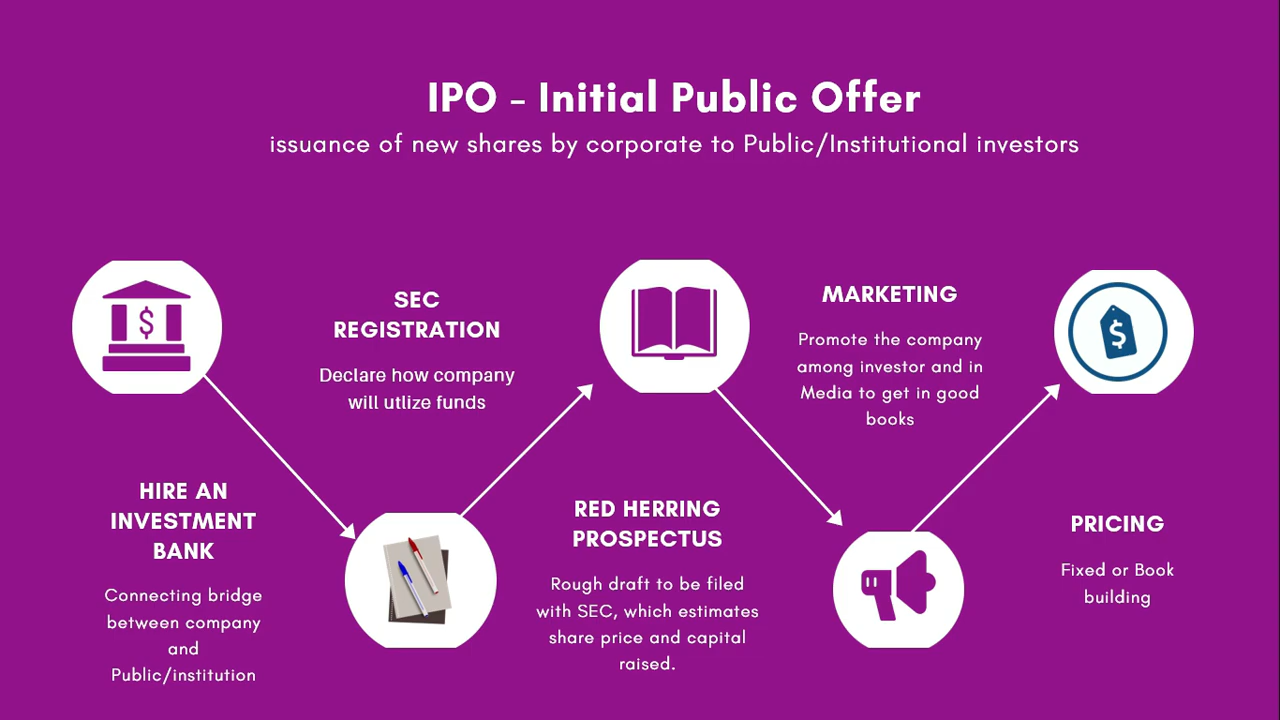 IPO - Initial Public Offer
issuance of new shares by corporate to Public/Institutional investors
HIRE AN
INVESTMENT
BANK
Connecting bridge
between company
and
Public/institution
SEC
REGISTRATION
Declare how company
will utlize funds
RED HERRING
PROSPECTUS
Rough draft to be filed
with SEC, which estimates
share price and capital
raised.
MARKETING
Promote the company
among investor and in
Media to get in good
books
PRICING
Fixed or Book
building